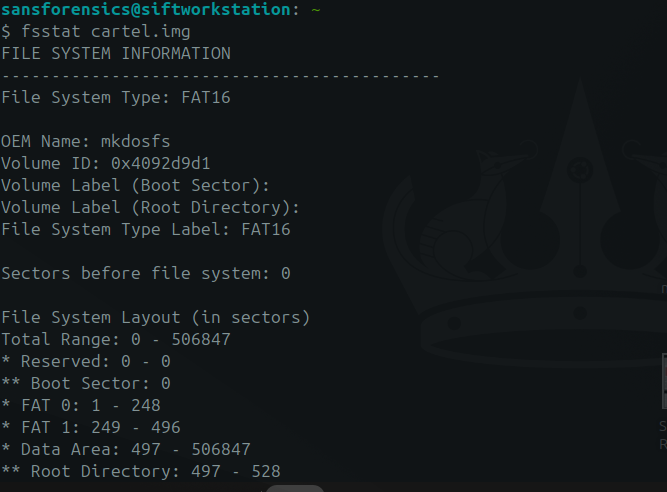 sansforensics@siftworkstation: ~
$ fsstat cartel.img
FILE SYSTEM INFORMATION
--------------------------------------------
File System Type: FAT16
OEM Name: mkdosfs
Volume ID: 0x4092d9d1
Volume Label (Boot Sector):
Volume Label (Root Directory):
File System Type Label: FAT16
Sectors before file system: 0
File System Layout (in sectors)
Total Range: 0 - 506847
* Reserved: 0 - 0
** Boot Sector: 0
* FAT 0: 1 - 248
* FAT 1: 249 - 496
* Data Area: 497 - 506847
** Root Directory: 497 - 528